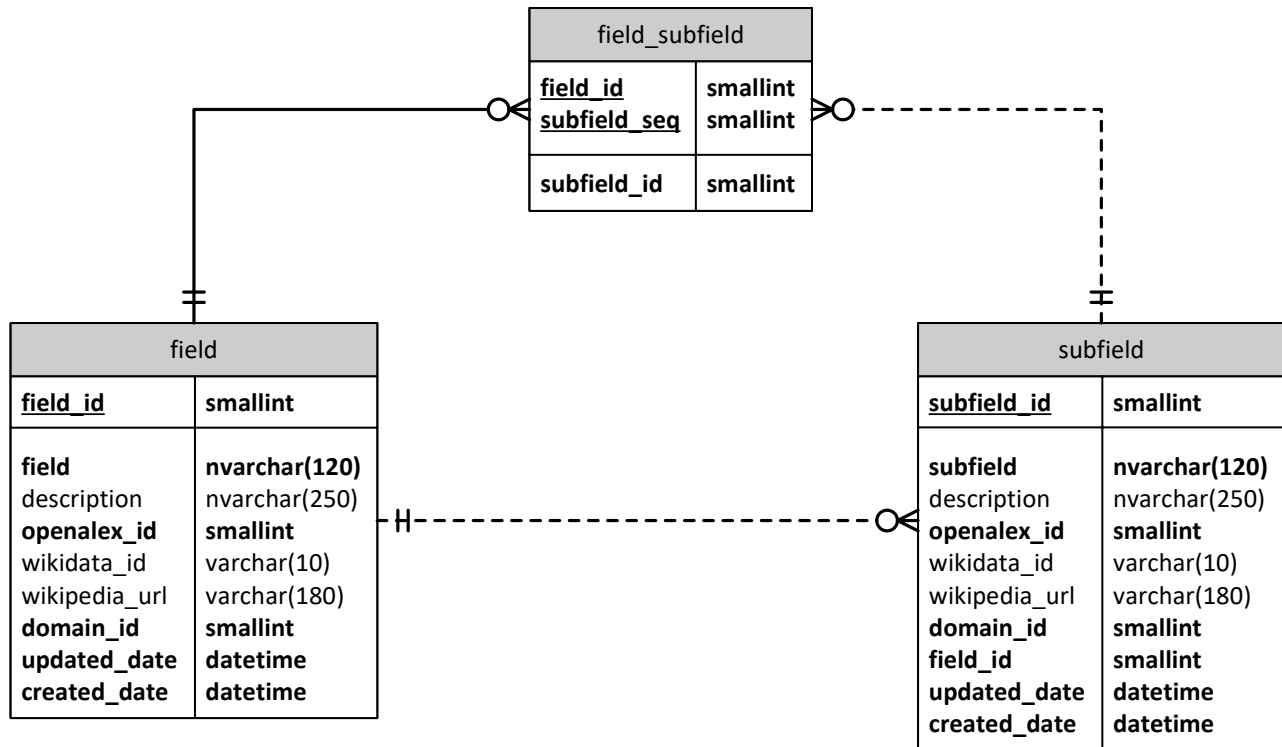 field_subfield
field_id smallint
subfield_seq smallint
subfield_id smallint
field
field_id smallint
field nvarchar(120)
description nvarchar(250)
openalex_id smallint
wikidata_id varchar(10)
wikipedia_url varchar(180)
domain_id smallint
updated_date datetime
created_date datetime
subfield
subfield_id smallint
subfield nvarchar(120)
description nvarchar(250)
openalex_id smallint
wikidata_id varchar(10)
wikipedia_url varchar(180)
domain_id smallint
field_id smallint
updated_date datetime
created_date datetime